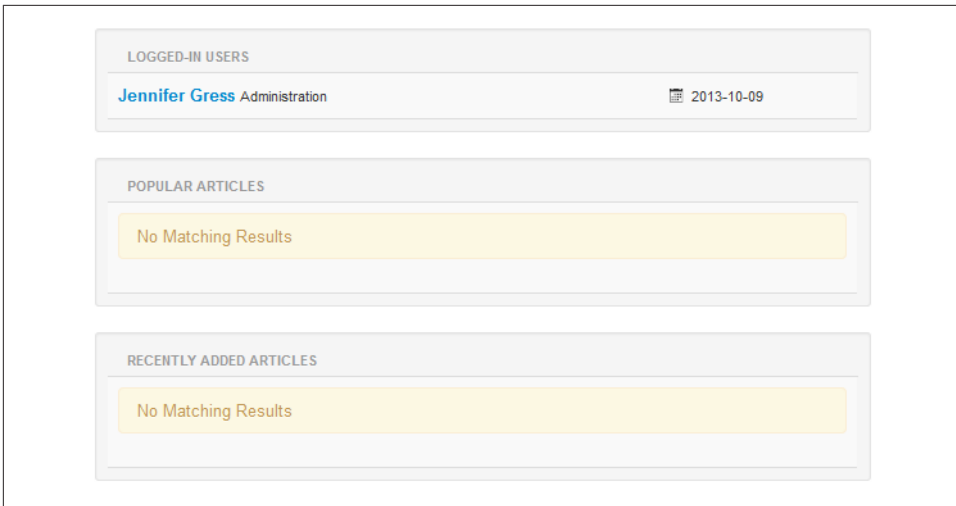 LOGGED-IN USERS
Jennifer Gress Administration 2013-10-09
POPULAR ARTICLES
No Matching Results
RECENTLY ADDED ARTICLES
No Matching Results